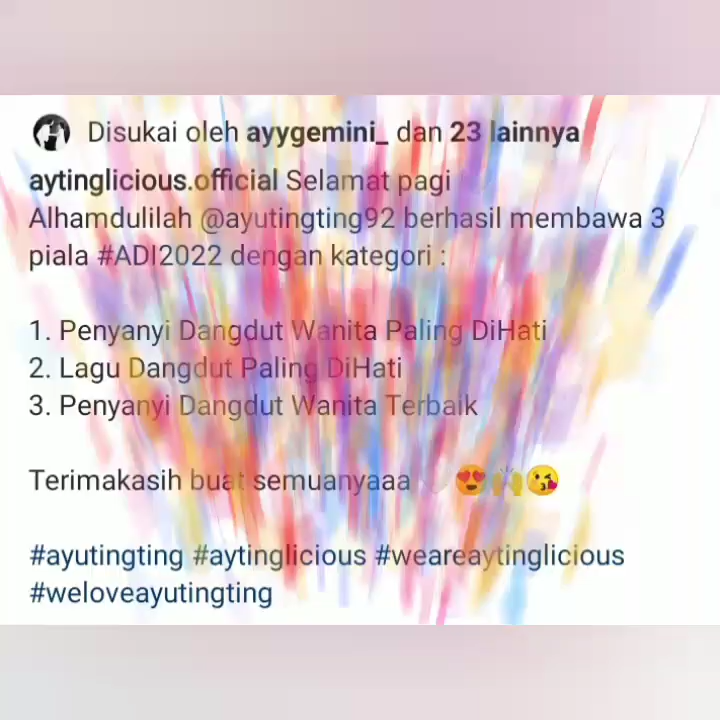 Disukai oleh ayygemini_ dan 23 lainnya
aytinglicious.official Selamat pagi
Alhamdulilah @ayutingting92 berhasil membawa 3
piala #ADI2022 dengan kategori :
1. Penyanyi Dangdut Wanita Paling DiHati
2. Lagu Dangdut Paling DiHati
3. Penyanyi Dangdut Wanita Terbaik
Terimakasih buat semuanyaaa 🤍😍🙌😘
#ayutingting #aytinglicious #weareaytinglicious
#weloveayutingting